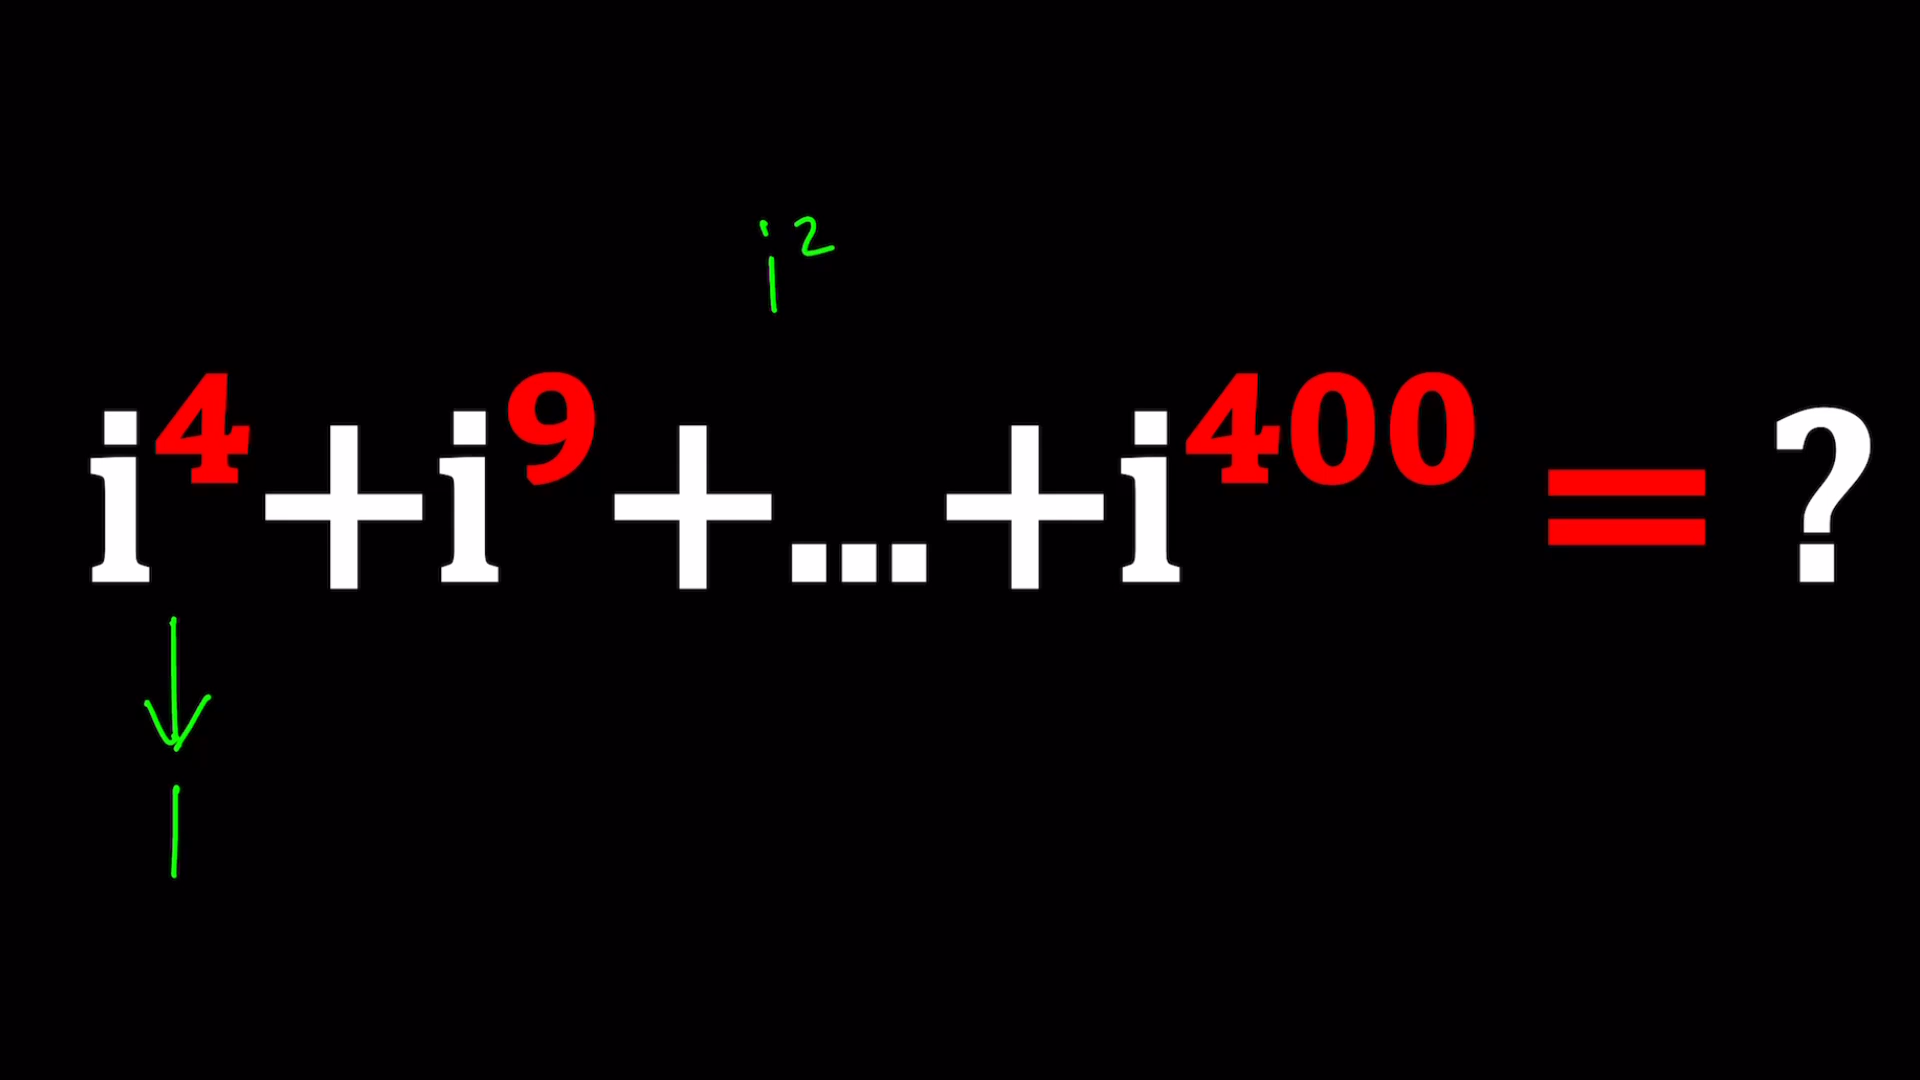 i²
i⁴+i⁹+...+i⁴⁰⁰ = ?
1